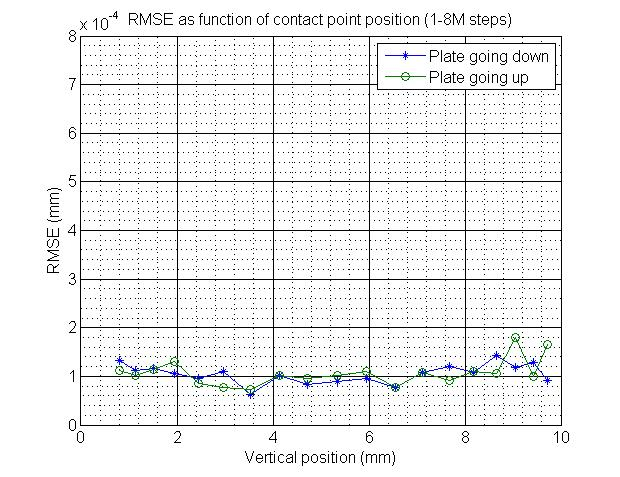 x 10^-4
RMSE as function of contact point position (1-8M steps)
Plate going down
Plate going up
8
7
6
5
4
3
2
1
0
RMSE (mm)
0 2 4 6 8 10
Vertical position (mm)